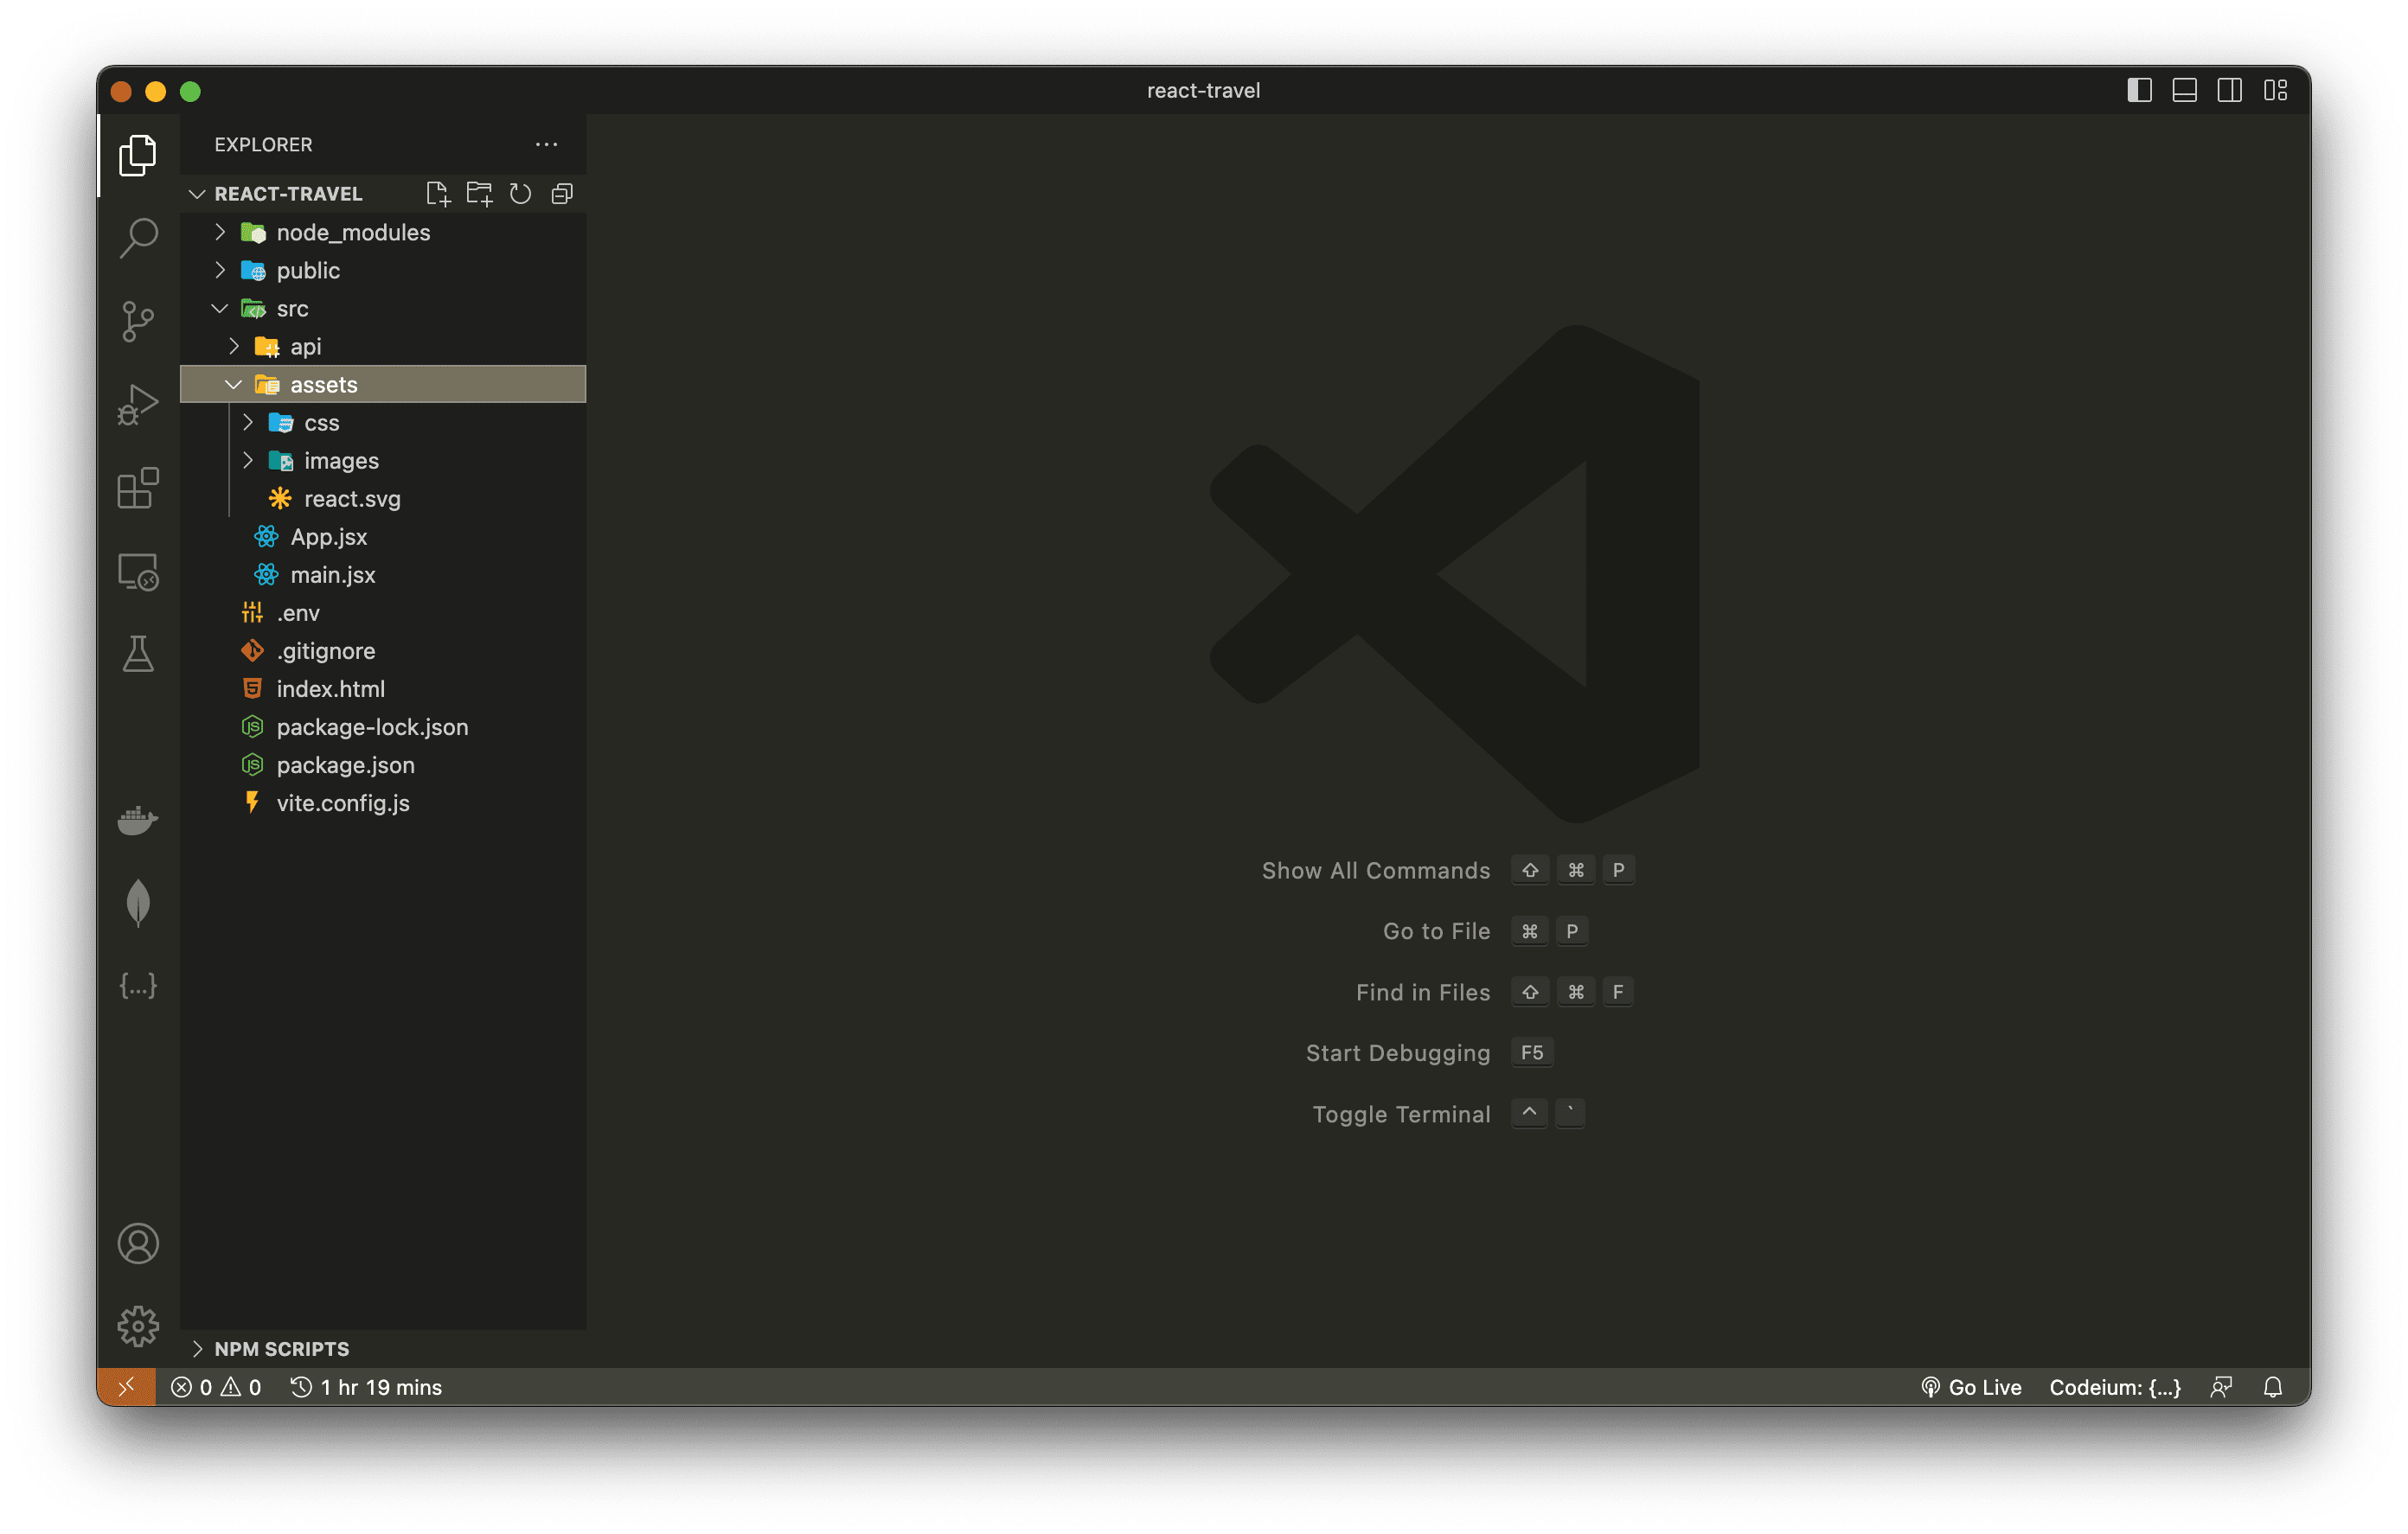 react-travel
EXPLORER
REACT-TRAVEL
node_modules
public
src
api
assets
css
images
react.svg
App.jsx
main.jsx
.env
.gitignore
index.html
package-lock.json
package.json
vite.config.js
Show All Commands ⇧ ⌘ P
Go to File ⌘ P
Find in Files ⇧ ⌘ F
Start Debugging F5
Toggle Terminal ^ `
NPM SCRIPTS
0 0 1 hr 19 mins Go Live Codeium: {...}